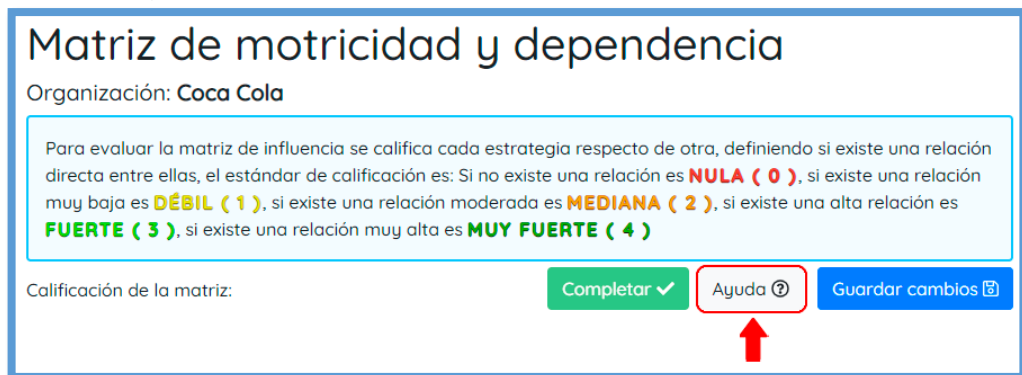 Matriz de motricidad y dependencia
Organización: Coca Cola
Para evaluar la matriz de influencia se califica cada estrategia respecto de otra, definiendo si existe una relación
directa entre ellas, el estándar de calificación es: Si no existe una relación es NULA ( 0 ), si existe una relación
muy baja es DÉBIL ( 1 ), si existe una relación moderada es MEDIANA ( 2 ), si existe una alta relación es
FUERTE ( 3 ), si existe una relación muy alta es MUY FUERTE ( 4 )
Calificación de la matriz: Completar Ayuda Guardar cambios